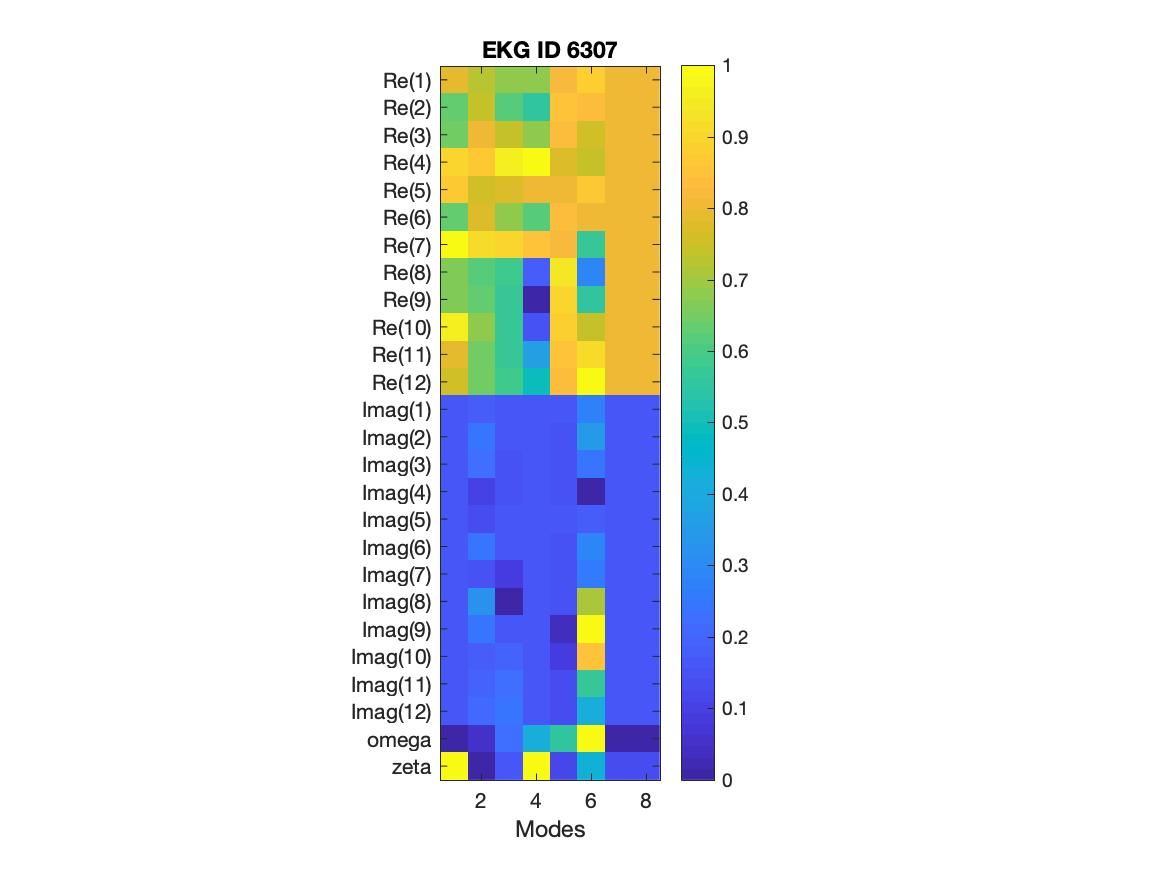 EKG ID 6307
Re(1)
Re(2)
Re(3)
Re(4)
Re(5)
Re(6)
Re(7)
Re(8)
Re(9)
Re(10)
Re(11)
Re(12)
Imag(1)
Imag(2)
Imag(3)
Imag(4)
Imag(5)
Imag(6)
Imag(7)
Imag(8)
Imag(9)
Imag(10)
Imag(11)
Imag(12)
omega
zeta
2 4 6 8
Modes
1
0.9
0.8
0.7
0.6
0.5
0.4
0.3
0.2
0.1
0